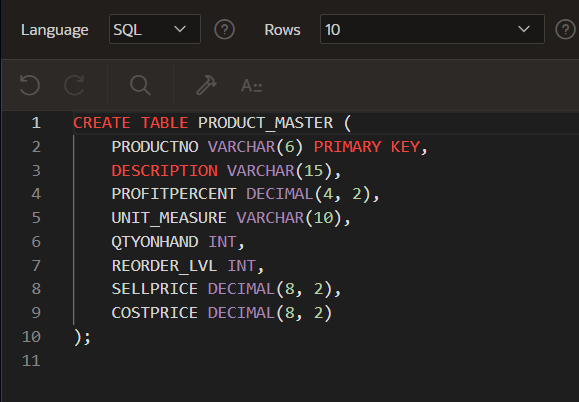 Language SQL Rows 10
A::
1 CREATE TABLE PRODUCT_MASTER (
2 PRODUCTNO VARCHAR(6) PRIMARY KEY,
3 DESCRIPTION VARCHAR(15),
4 PROFITPERCENT DECIMAL(4, 2),
5 UNIT_MEASURE VARCHAR(10),
6 QTYONHAND INT,
7 REORDER_LVL INT,
8 SELLPRICE DECIMAL(8, 2),
9 COSTPRICE DECIMAL(8, 2)
10 );
11